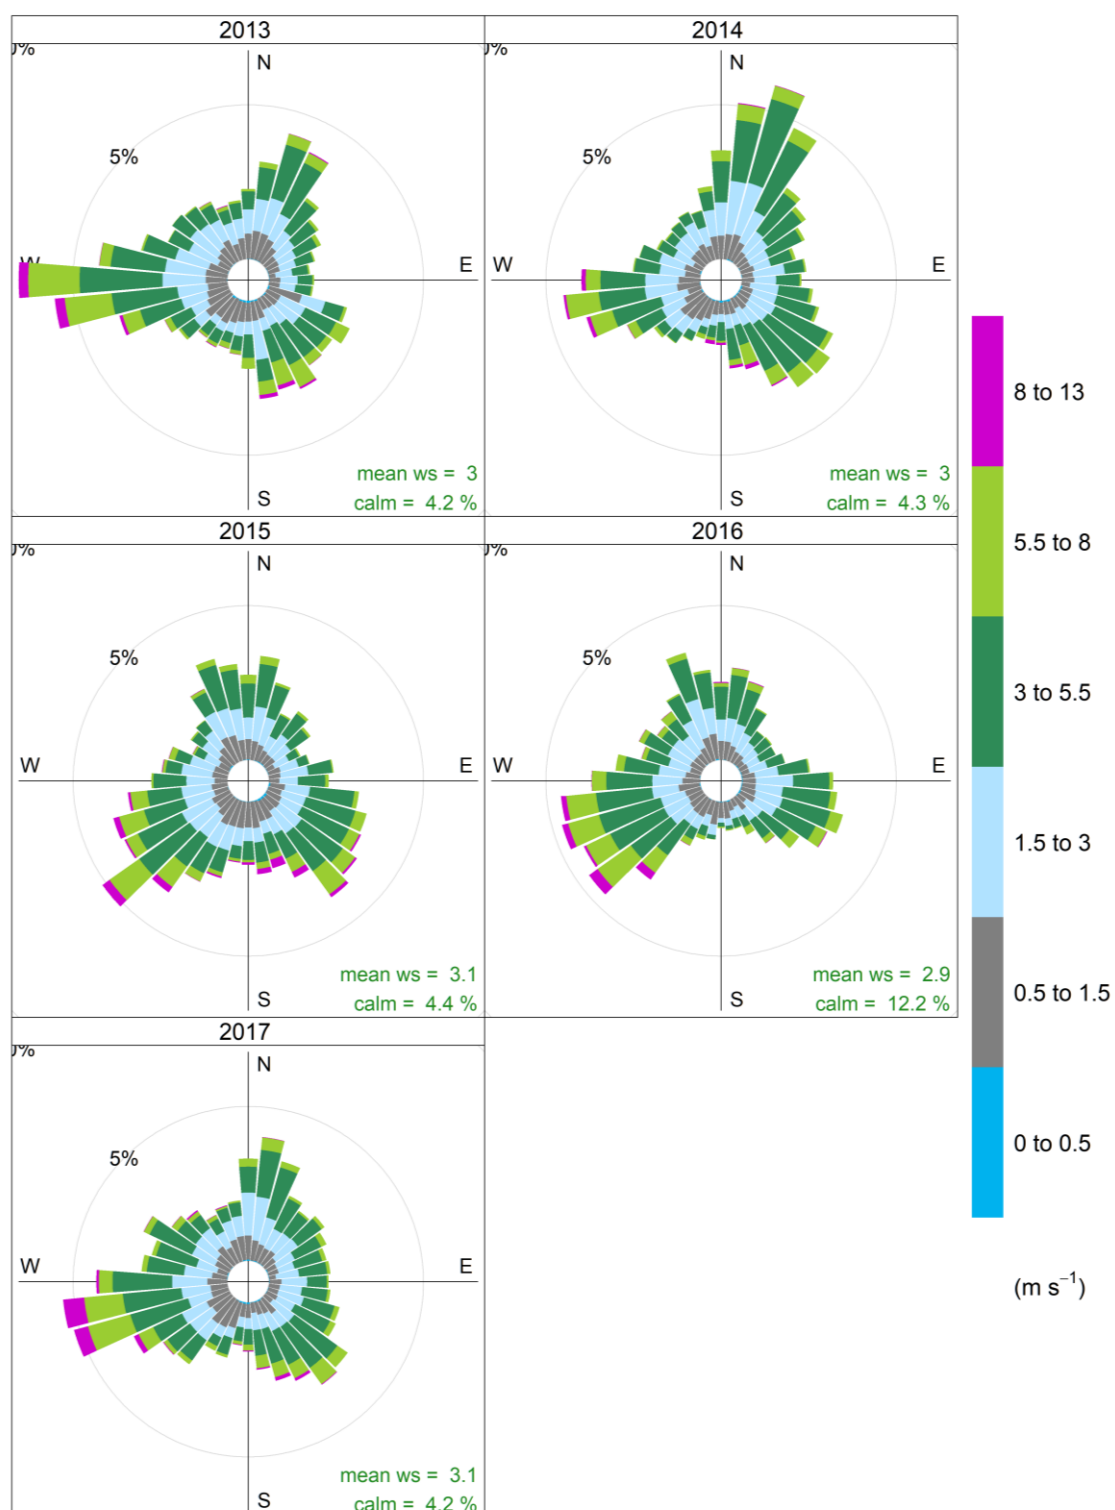 2013
2014
N
5%
W
E
S
mean ws = 3
calm = 4.2 %
N
5%
W
E
S
mean ws = 3
calm = 4.3 %
2015
2016
N
5%
W
E
S
mean ws = 3.1
calm = 4.4 %
N
5%
W
E
S
mean ws = 2.9
calm = 12.2 %
2017
N
5%
W
E
S
mean ws = 3.1
calm = 4.2 %
8 to 13
5.5 to 8
3 to 5.5
1.5 to 3
0.5 to 1.5
0 to 0.5
(m s⁻¹)